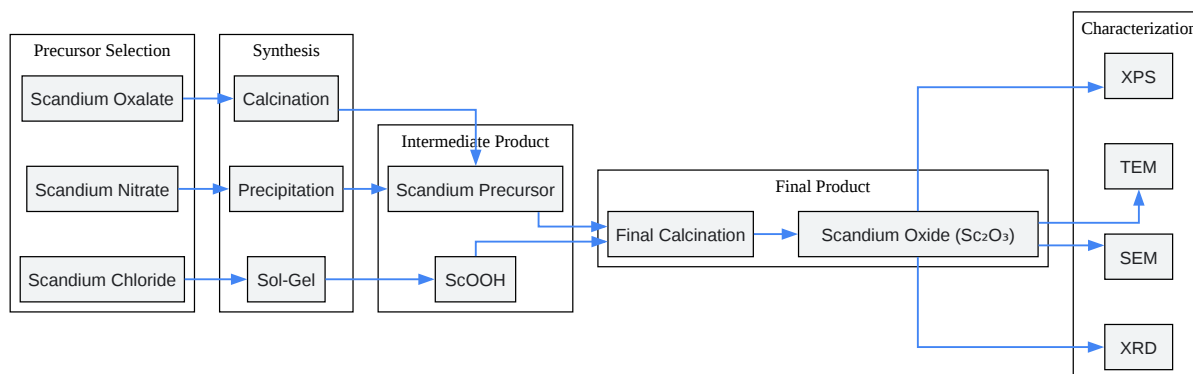 Precursor Selection
Scandium Oxalate
Scandium Nitrate
Scandium Chloride
Synthesis
Calcination
Precipitation
Sol-Gel
Intermediate Product
Scandium Precursor
ScOOH
Final Product
Final Calcination
Scandium Oxide (Sc₂O₃)
Characterization
XPS
TEM
SEM
XRD